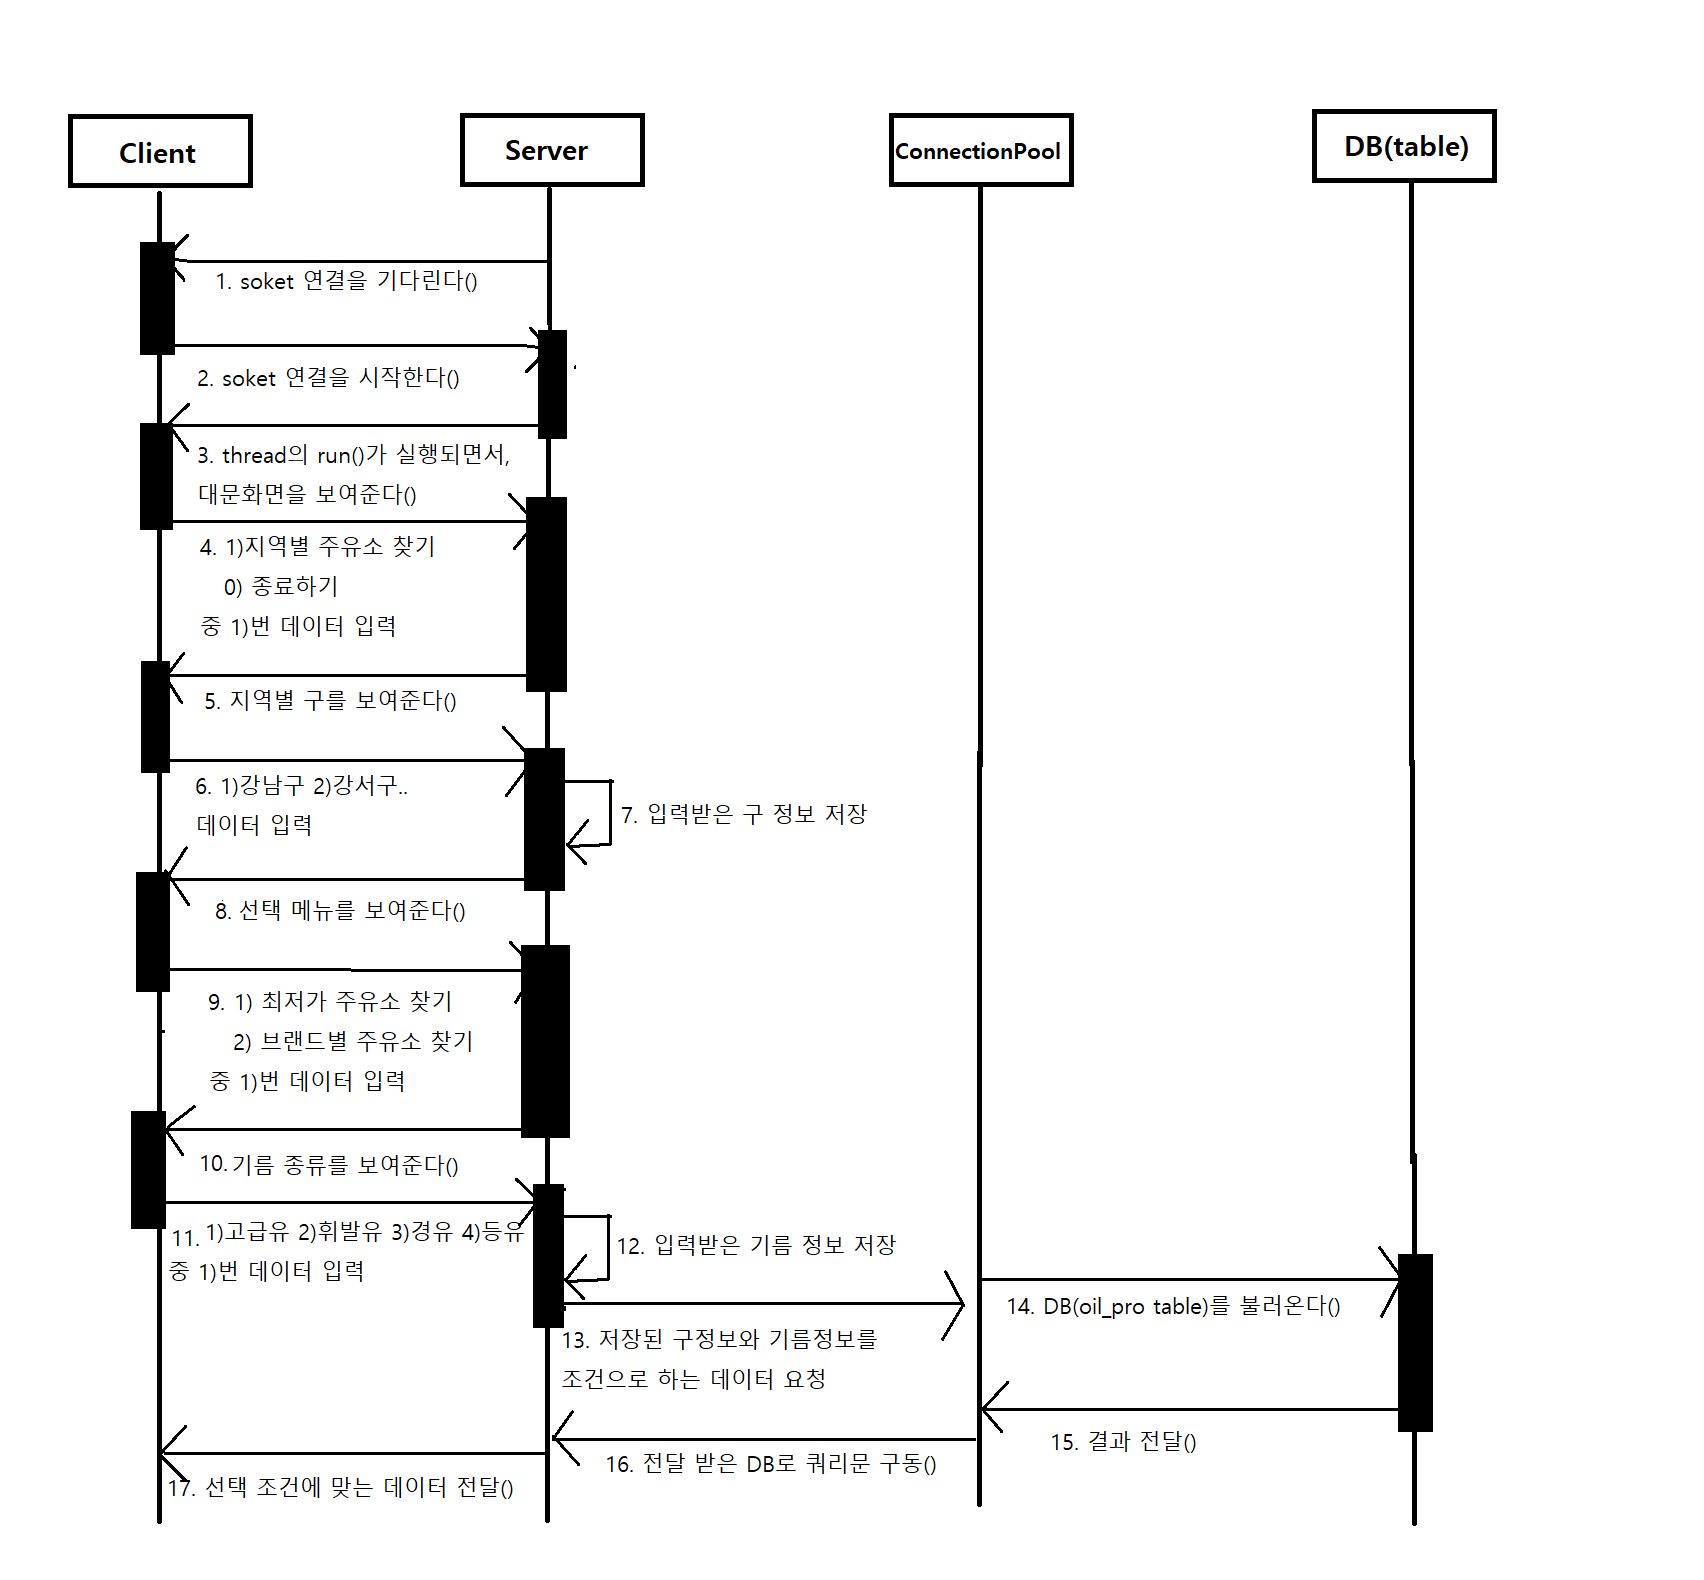 Client
Server
ConnectionPool
DB(table)
1. soket 연결을 기다린다()
2. soket 연결을 시작한다()
3. thread의 run()가 실행되면서,
대문화면을 보여준다()
4. 1)지역별 주유소 찾기
0) 종료하기
중 1)번 데이터 입력
5. 지역별 구를 보여준다()
6. 1)강남구 2)강서구..
데이터 입력
7. 입력받은 구 정보 저장
8. 선택 메뉴를 보여준다()
9. 1) 최저가 주유소 찾기
2) 브랜드별 주유소 찾기
중 1)번 데이터 입력
10. 기름 종류를 보여준다()
11. 1)고급유 2)휘발유 3)경유 4)등유
중 1)번 데이터 입력
12. 입력받은 기름 정보 저장
13. 저장된 구정보와 기름정보를
조건으로 하는 데이터 요청
14. DB(oil_pro table)를 불러온다()
15. 결과 전달()
16. 전달 받은 DB로 쿼리문 구동()
17. 선택 조건에 맞는 데이터 전달()